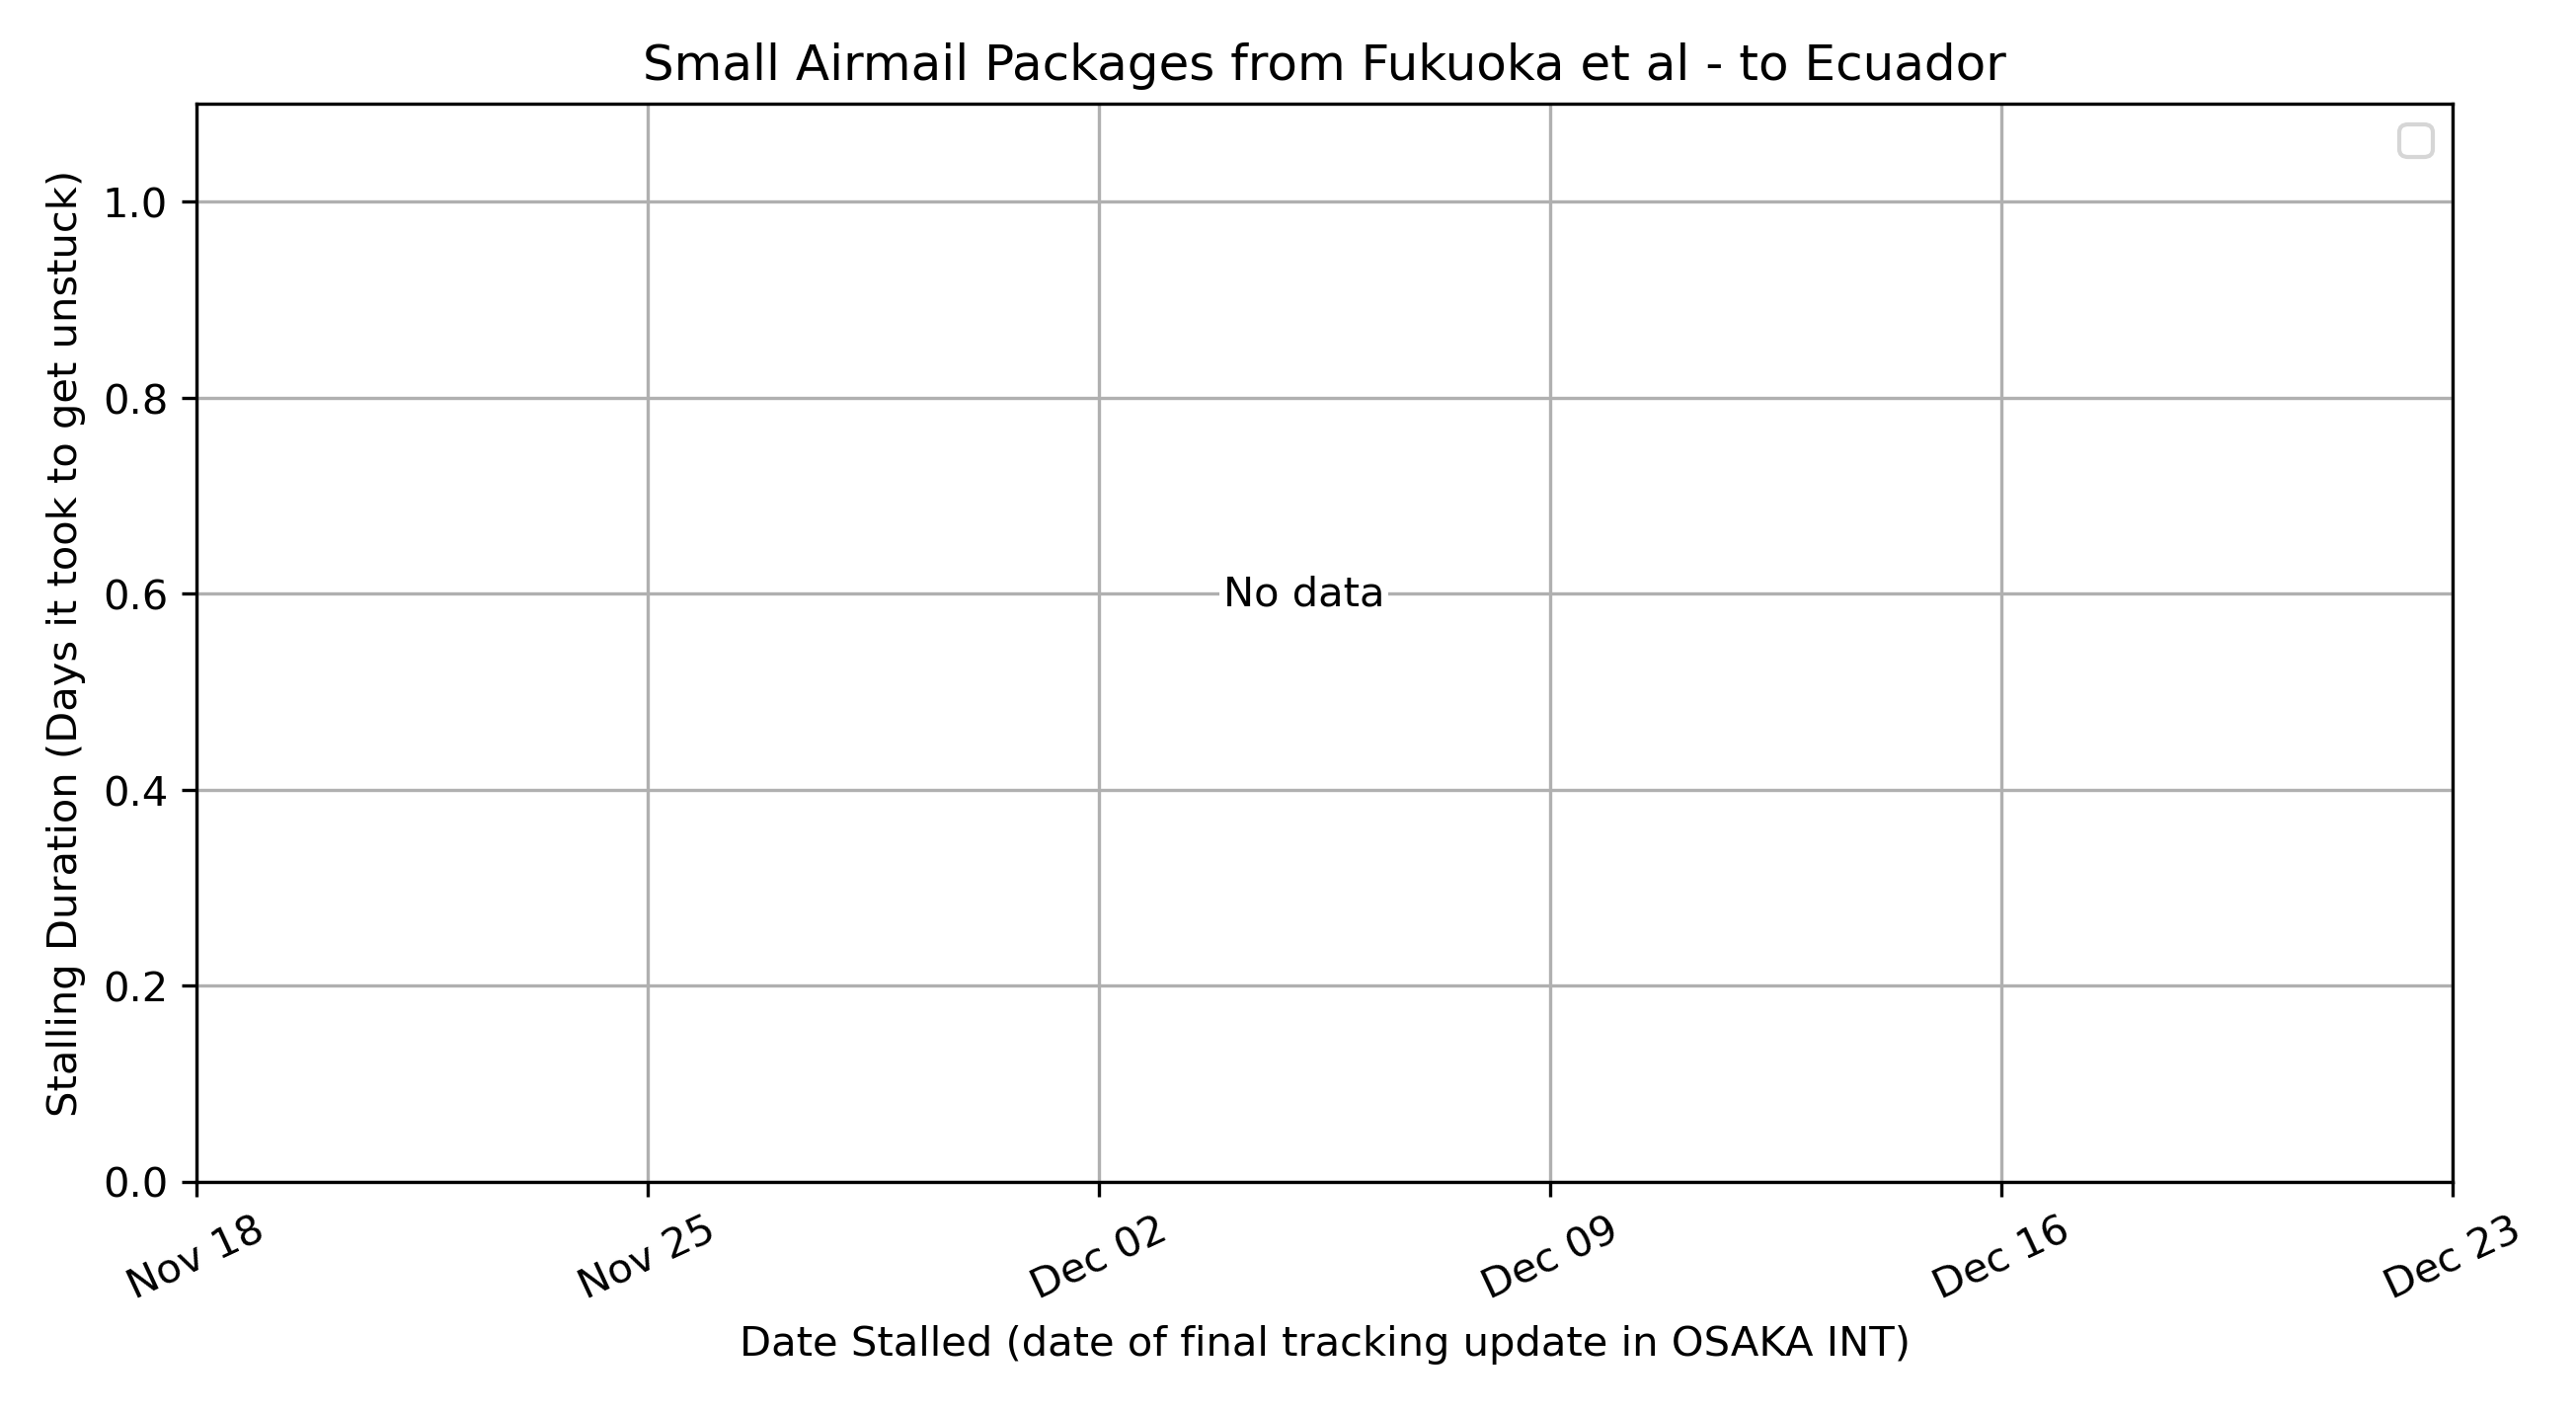 Small Airmail Packages from Fukuoka et al - to Ecuador
Stalling Duration (Days it took to get unstuck)
1.0
0.8
0.6
0.4
0.2
0.0
No data
Nov 18
Nov 25
Dec 02
Dec 09
Dec 16
Dec 23
Date Stalled (date of final tracking update in OSAKA INT)